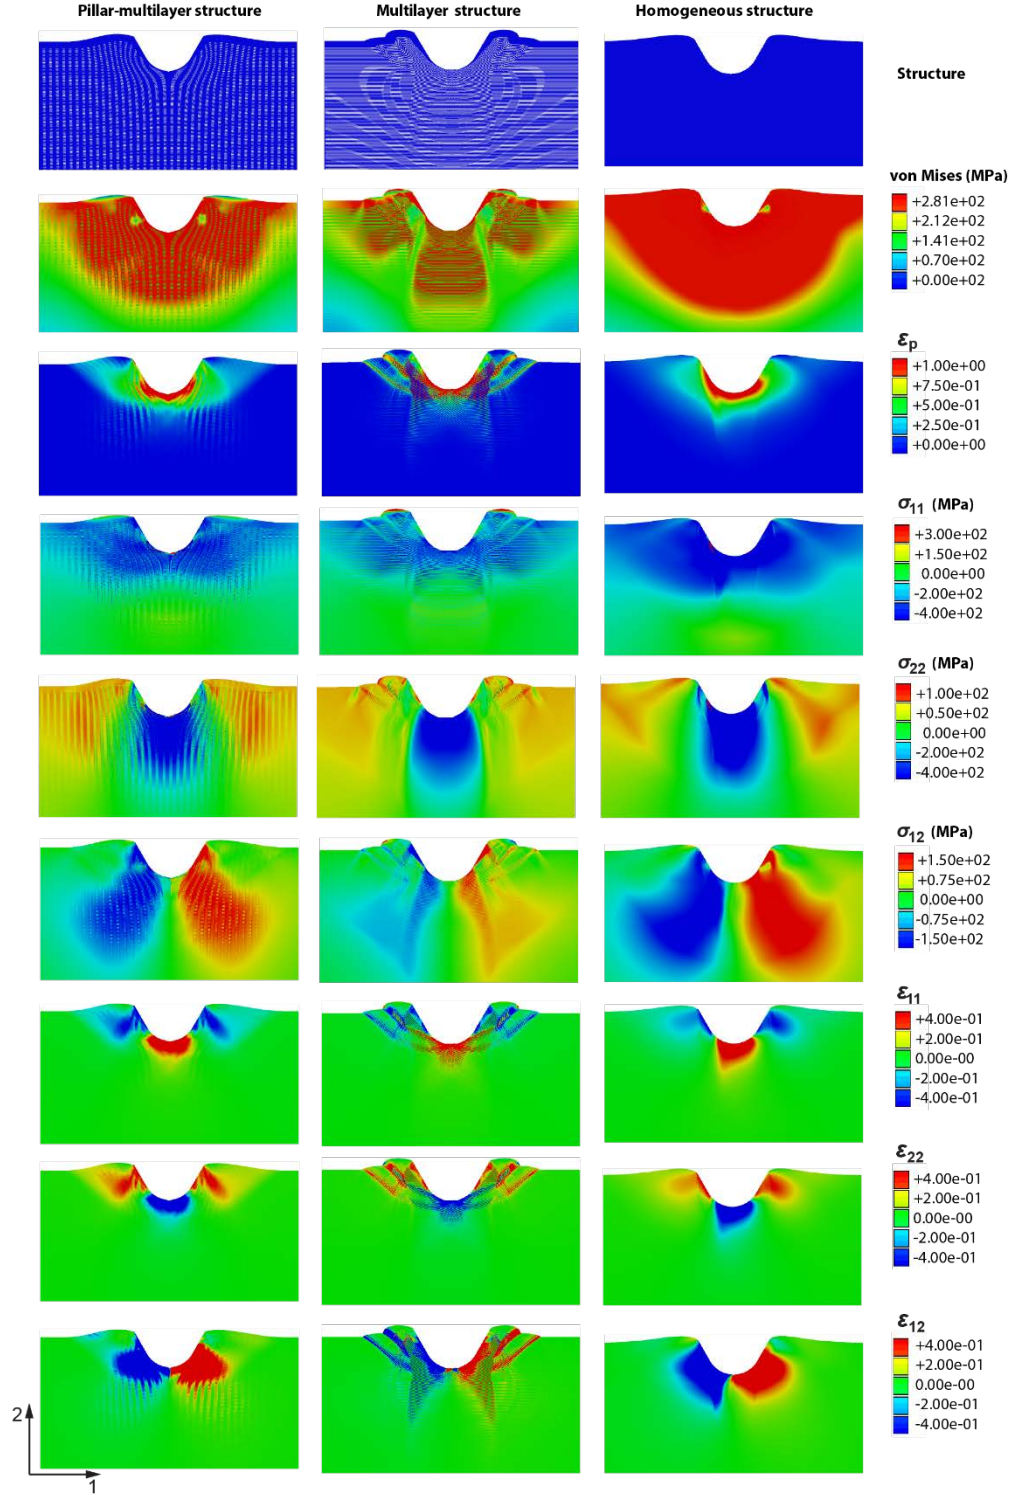 Pillar-multilayer structure
Multilayer structure
Homogeneous structure
Structure
von Mises (MPa)
+2.81e+02
+2.12e+02
+1.41e+02
+0.70e+02
+0.00e+02
εp
+1.00e+00
+7.50e-01
+5.00e-01
+2.50e-01
+0.00e+00
σ11 (MPa)
+3.00e+02
+1.50e+02
0.00e+00
-2.00e+02
-4.00e+02
σ22 (MPa)
+1.00e+02
+0.50e+02
0.00e+00
-2.00e+02
-4.00e+02
σ12 (MPa)
+1.50e+02
+0.75e+02
0.00e+00
-0.75e+02
-1.50e+02
ε11
+4.00e-01
+2.00e-01
0.00e-00
-2.00e-01
-4.00e-01
ε22
+4.00e-01
+2.00e-01
0.00e-00
-2.00e-01
-4.00e-01
ε12
+4.00e-01
+2.00e-01
0.00e-00
-2.00e-01
-4.00e-01
2
1